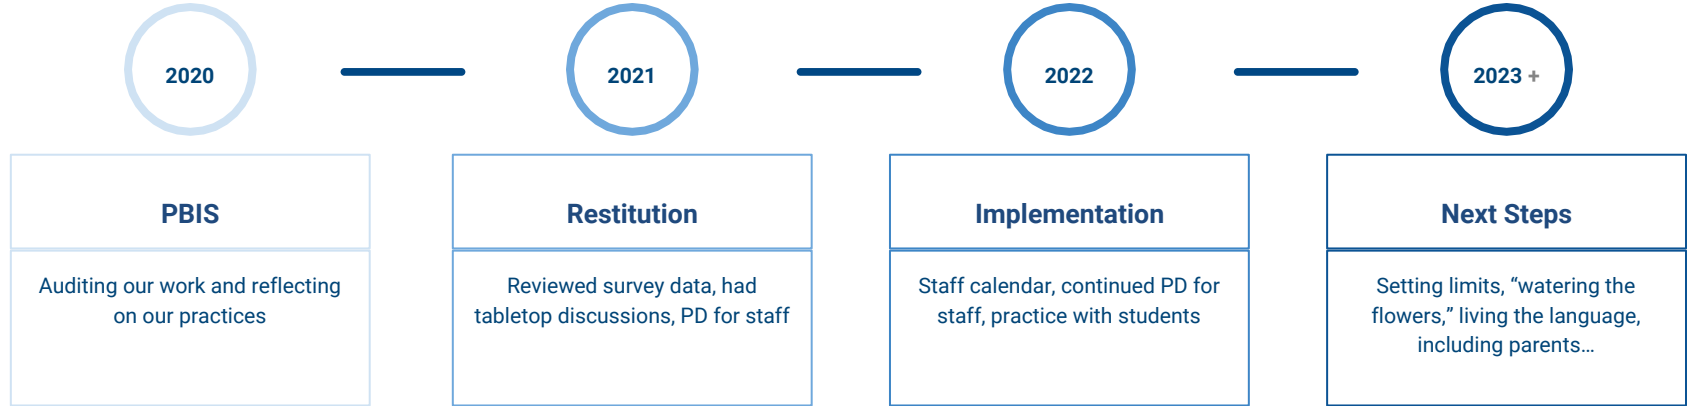 2020
2021
2022
2023 +
PBIS
Auditing our work and reflecting
on our practices
Restitution
Reviewed survey data, had
tabletop discussions, PD for staff
Implementation
Staff calendar, continued PD for
staff, practice with students
Next Steps
Setting limits, “watering the
flowers,” living the language,
including parents…